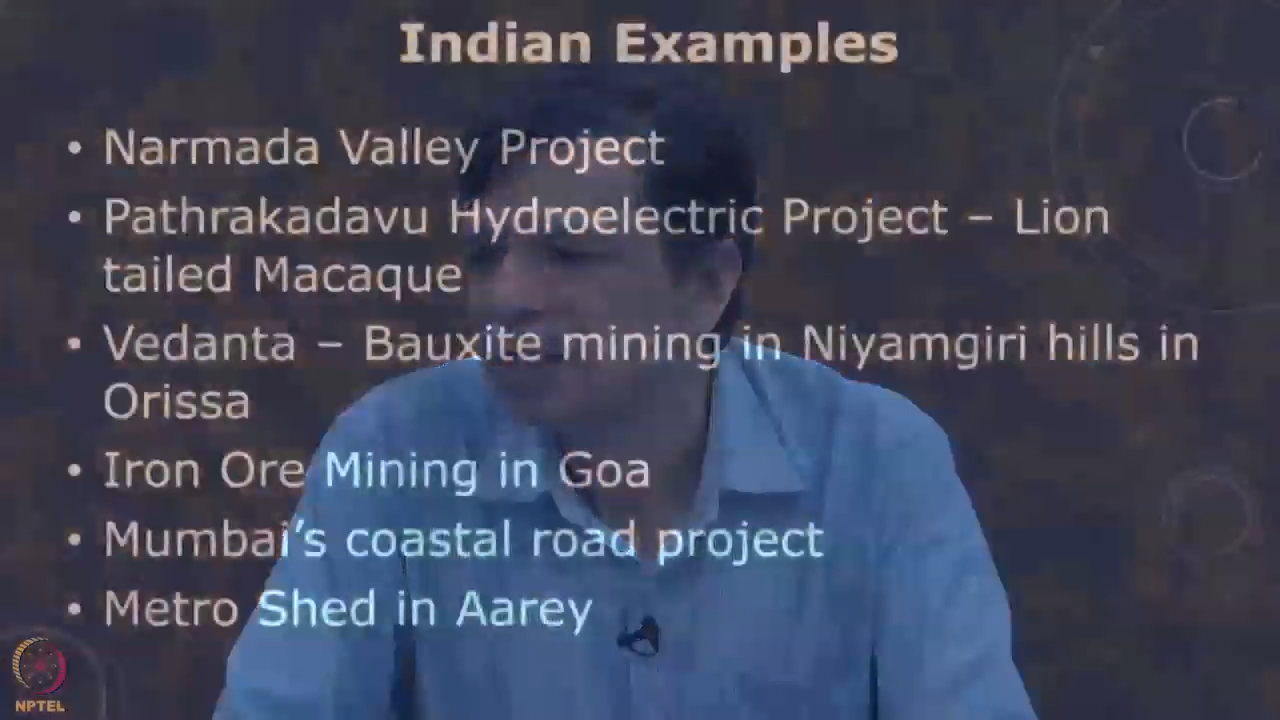 Indian Examples
• Narmada Valley Project
• Pathrakadavu Hydroelectric Project – Lion
tailed Macaque
• Vedanta – Bauxite mining in Niyamgiri hills in
Orissa
• Iron Ore Mining in Goa
• Mumbai’s coastal road project
• Metro Shed in Aarey
NPTEL